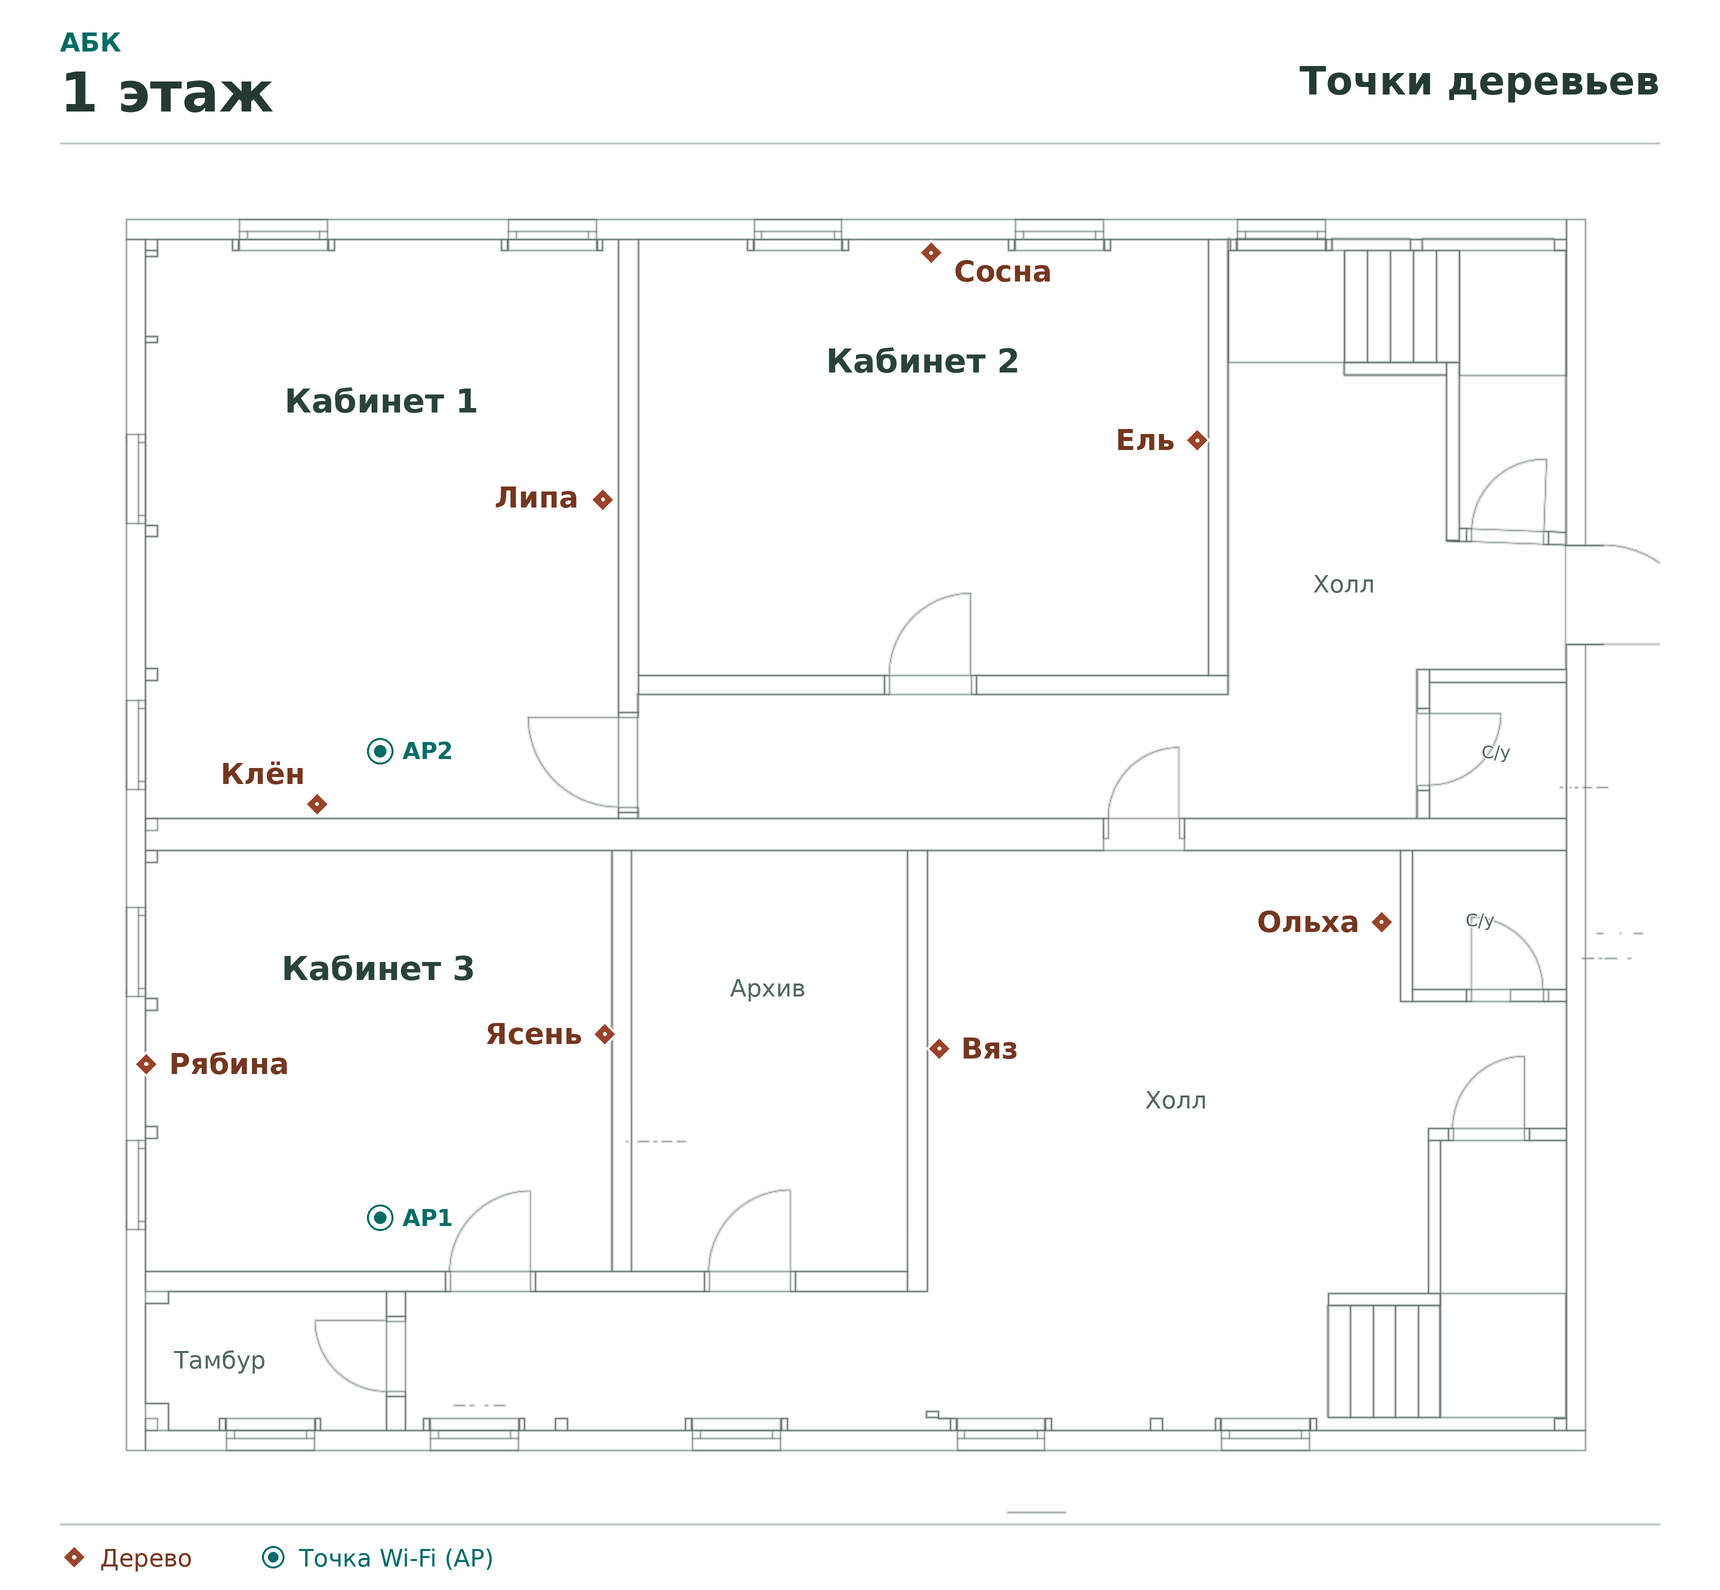 АБК
1 этаж
Точки деревьев
Сосна
Кабинет 2
Кабинет 1
Ель
Липа
Холл
AP2
С/у
Клён
Ольха
С/у
Кабинет 3
Архив
Ясень
Вяз
Рябина
Холл
AP1
Тамбур
Дерево
Точка Wi-Fi (AP)